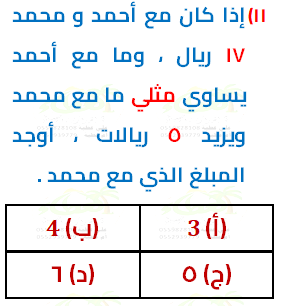 ١١) إذا كان مع أحمد و محمد
١٧ ريال ، وما مع أحمد
يساوي مثلي ما مع محمد
ويزيد ٥ ريالات ، أوجد
المبلغ الذي مع محمد .
(أ) 3
(ب) 4
(ج) ٥
(د) ٦